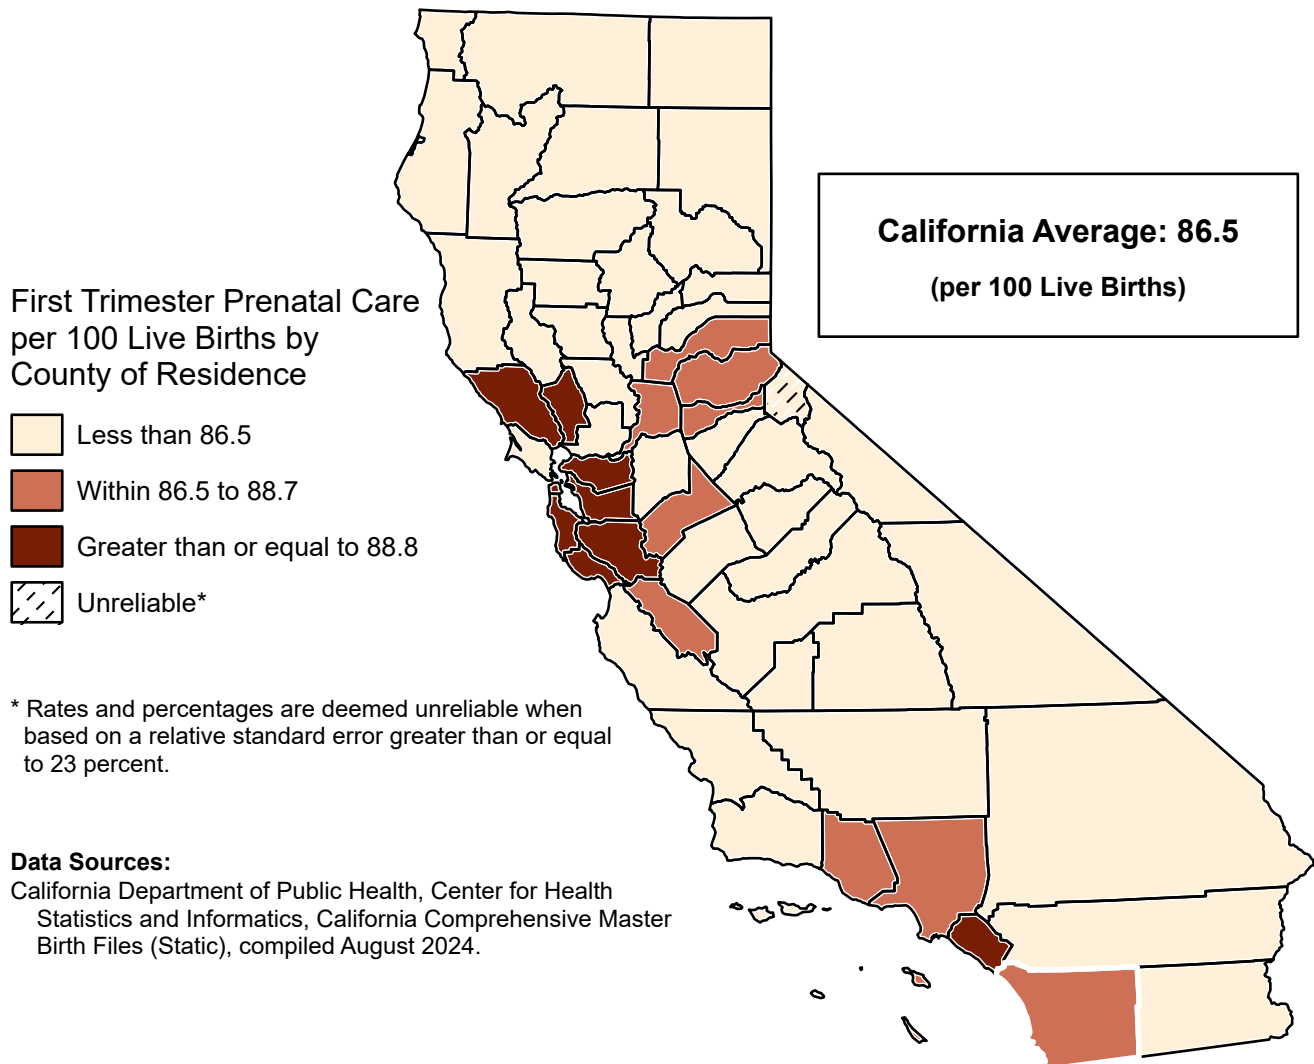 California Average: 86.5
(per 100 Live Births)
First Trimester Prenatal Care
per 100 Live Births by
County of Residence
Less than 86.5
Within 86.5 to 88.7
Greater than or equal to 88.8
Unreliable*
* Rates and percentages are deemed unreliable when
based on a relative standard error greater than or equal
to 23 percent.
Data Sources:
California Department of Public Health, Center for Health
Statistics and Informatics, California Comprehensive Master
Birth Files (Static), compiled August 2024.